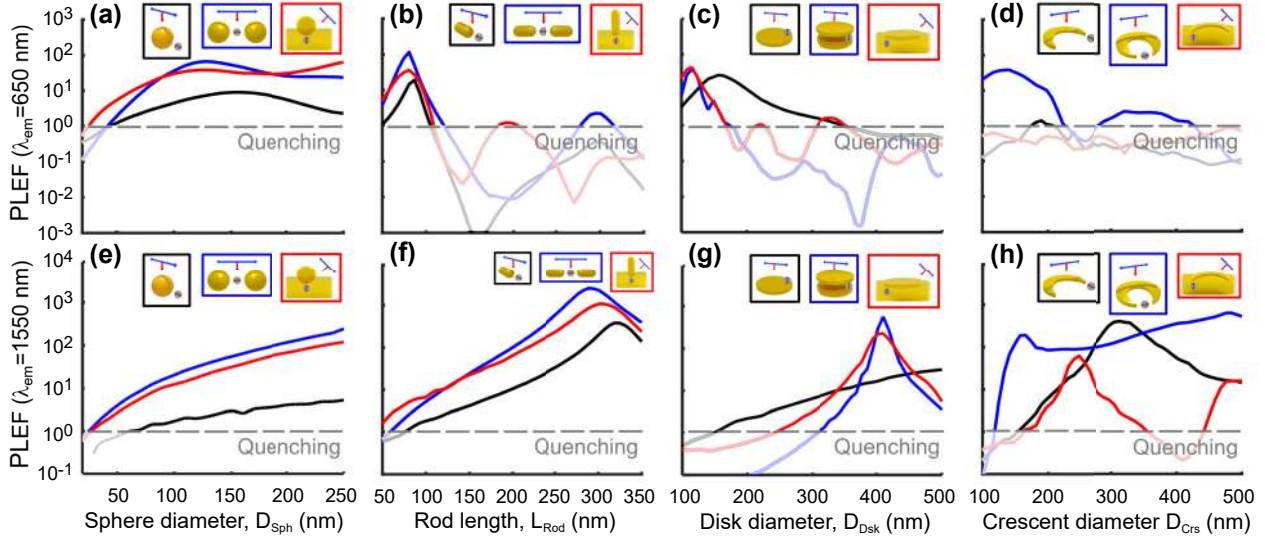 (a) (b) (c) (d)
PLEF (λem=650 nm)
10³
10²
10¹
10⁰
10⁻¹
10⁻²
10⁻³
Quenching Quenching Quenching Quenching
(e) (f) (g) (h)
PLEF (λem=1550 nm)
10⁴
10³
10²
10¹
10⁰
10⁻¹
Quenching Quenching Quenching Quenching
50 100 150 200 250 50 100 150 200 250 300 350 100 200 300 400 500 100 200 300 400 500
Sphere diameter, DSph (nm) Rod length, LRod (nm) Disk diameter, DDsk (nm) Crescent diameter DCrs (nm)